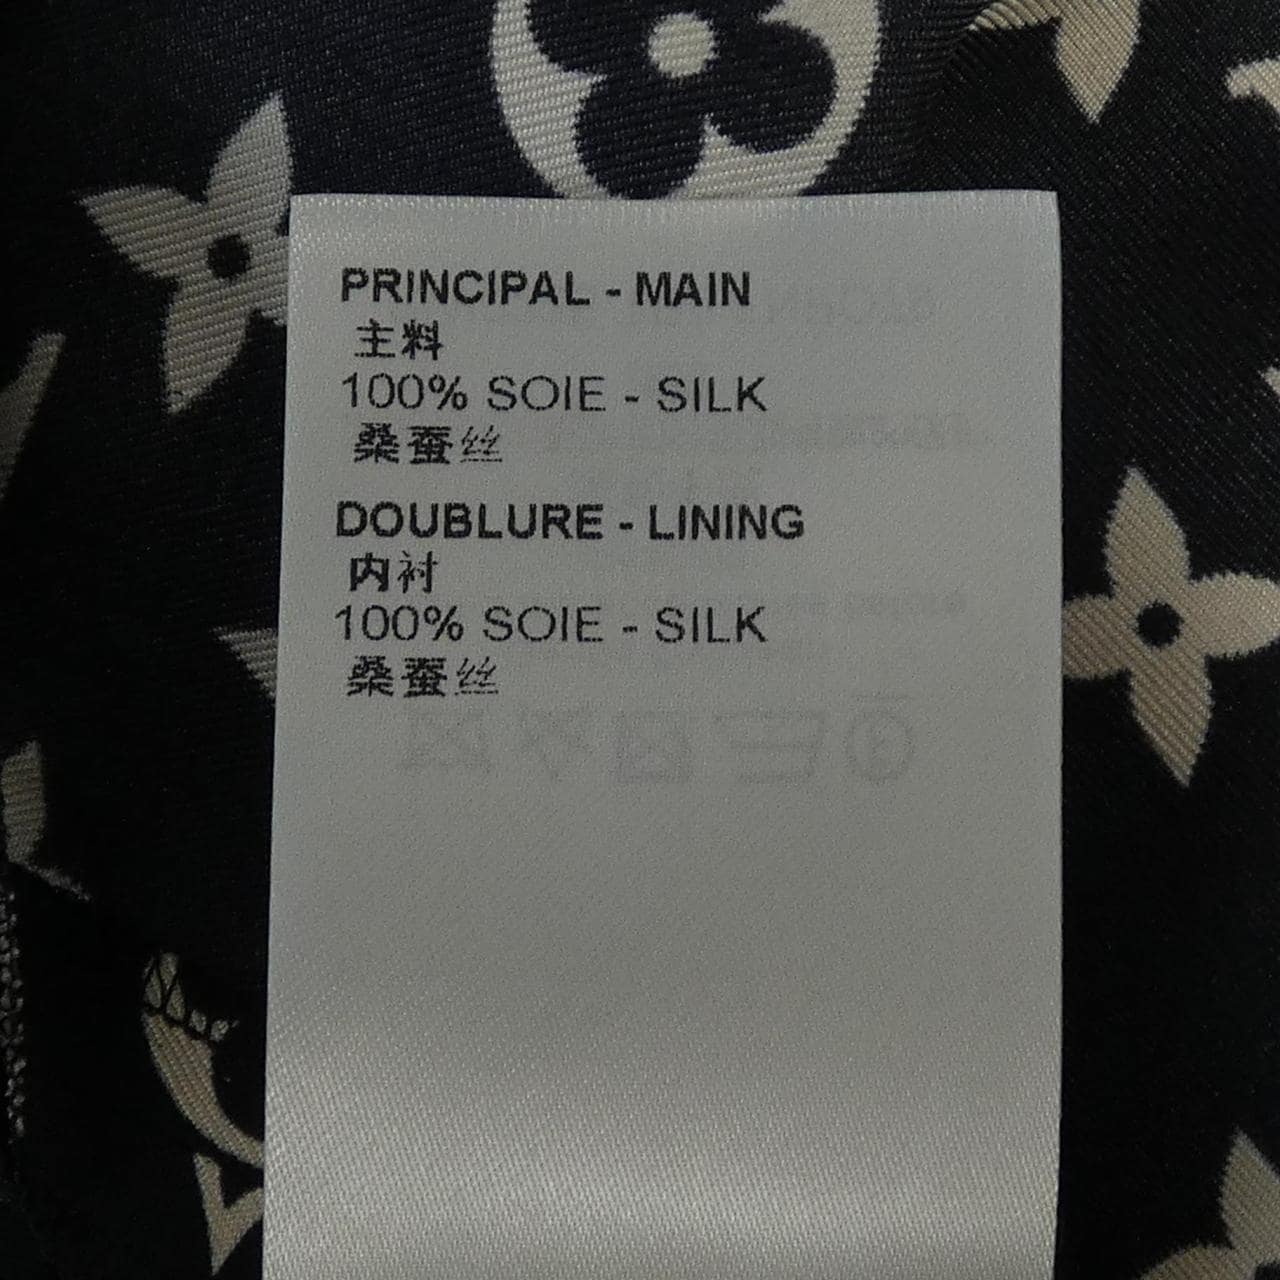 PRINCIPAL - MAIN
主料
100% SOIE - SILK
桑蚕丝
DOUBLURE - LINING
内衬
100% SOIE - SILK
桑蚕丝